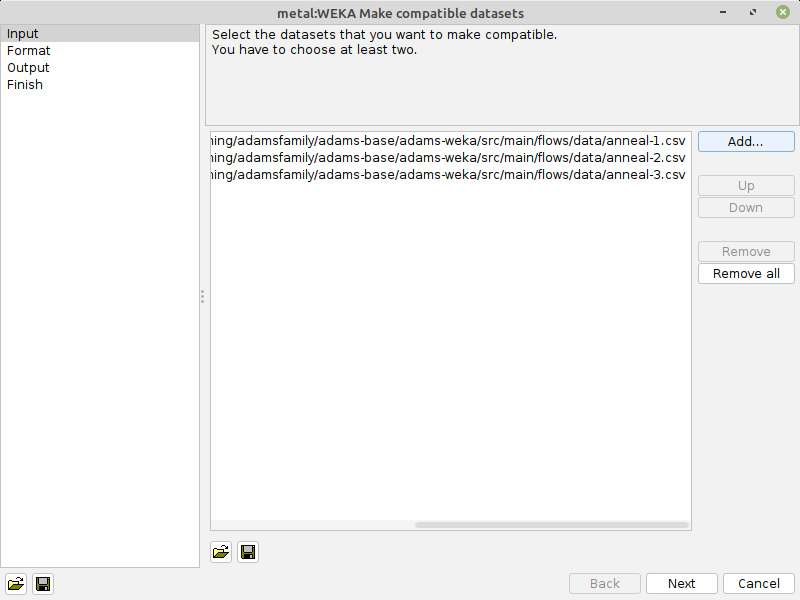 metal:WEKA Make compatible datasets
Input
Format
Output
Finish
Select the datasets that you want to make compatible.
You have to choose at least two.
ning/adamsfamily/adams-base/adams-weka/src/main/flows/data/anneal-1.csv
ning/adamsfamily/adams-base/adams-weka/src/main/flows/data/anneal-2.csv
ning/adamsfamily/adams-base/adams-weka/src/main/flows/data/anneal-3.csv
Add...
Up
Down
Remove
Remove all
Back
Next
Cancel